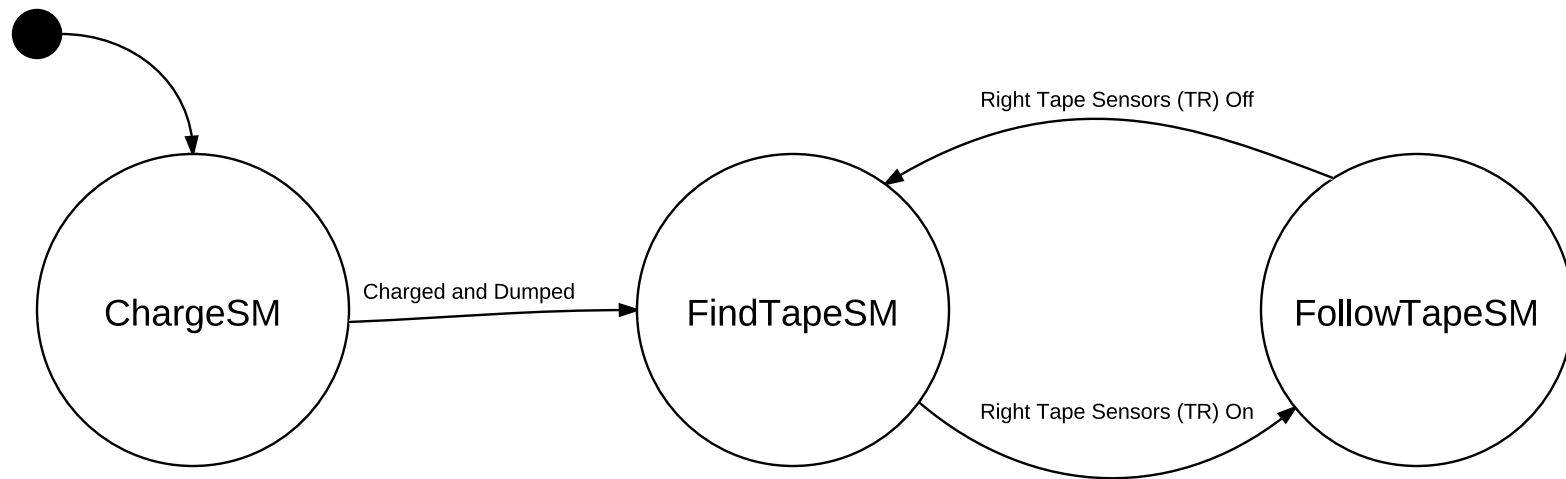 Right Tape Sensors (TR) Off
ChargeSM
Charged and Dumped
FindTapeSM
FollowTapeSM
Right Tape Sensors (TR) On